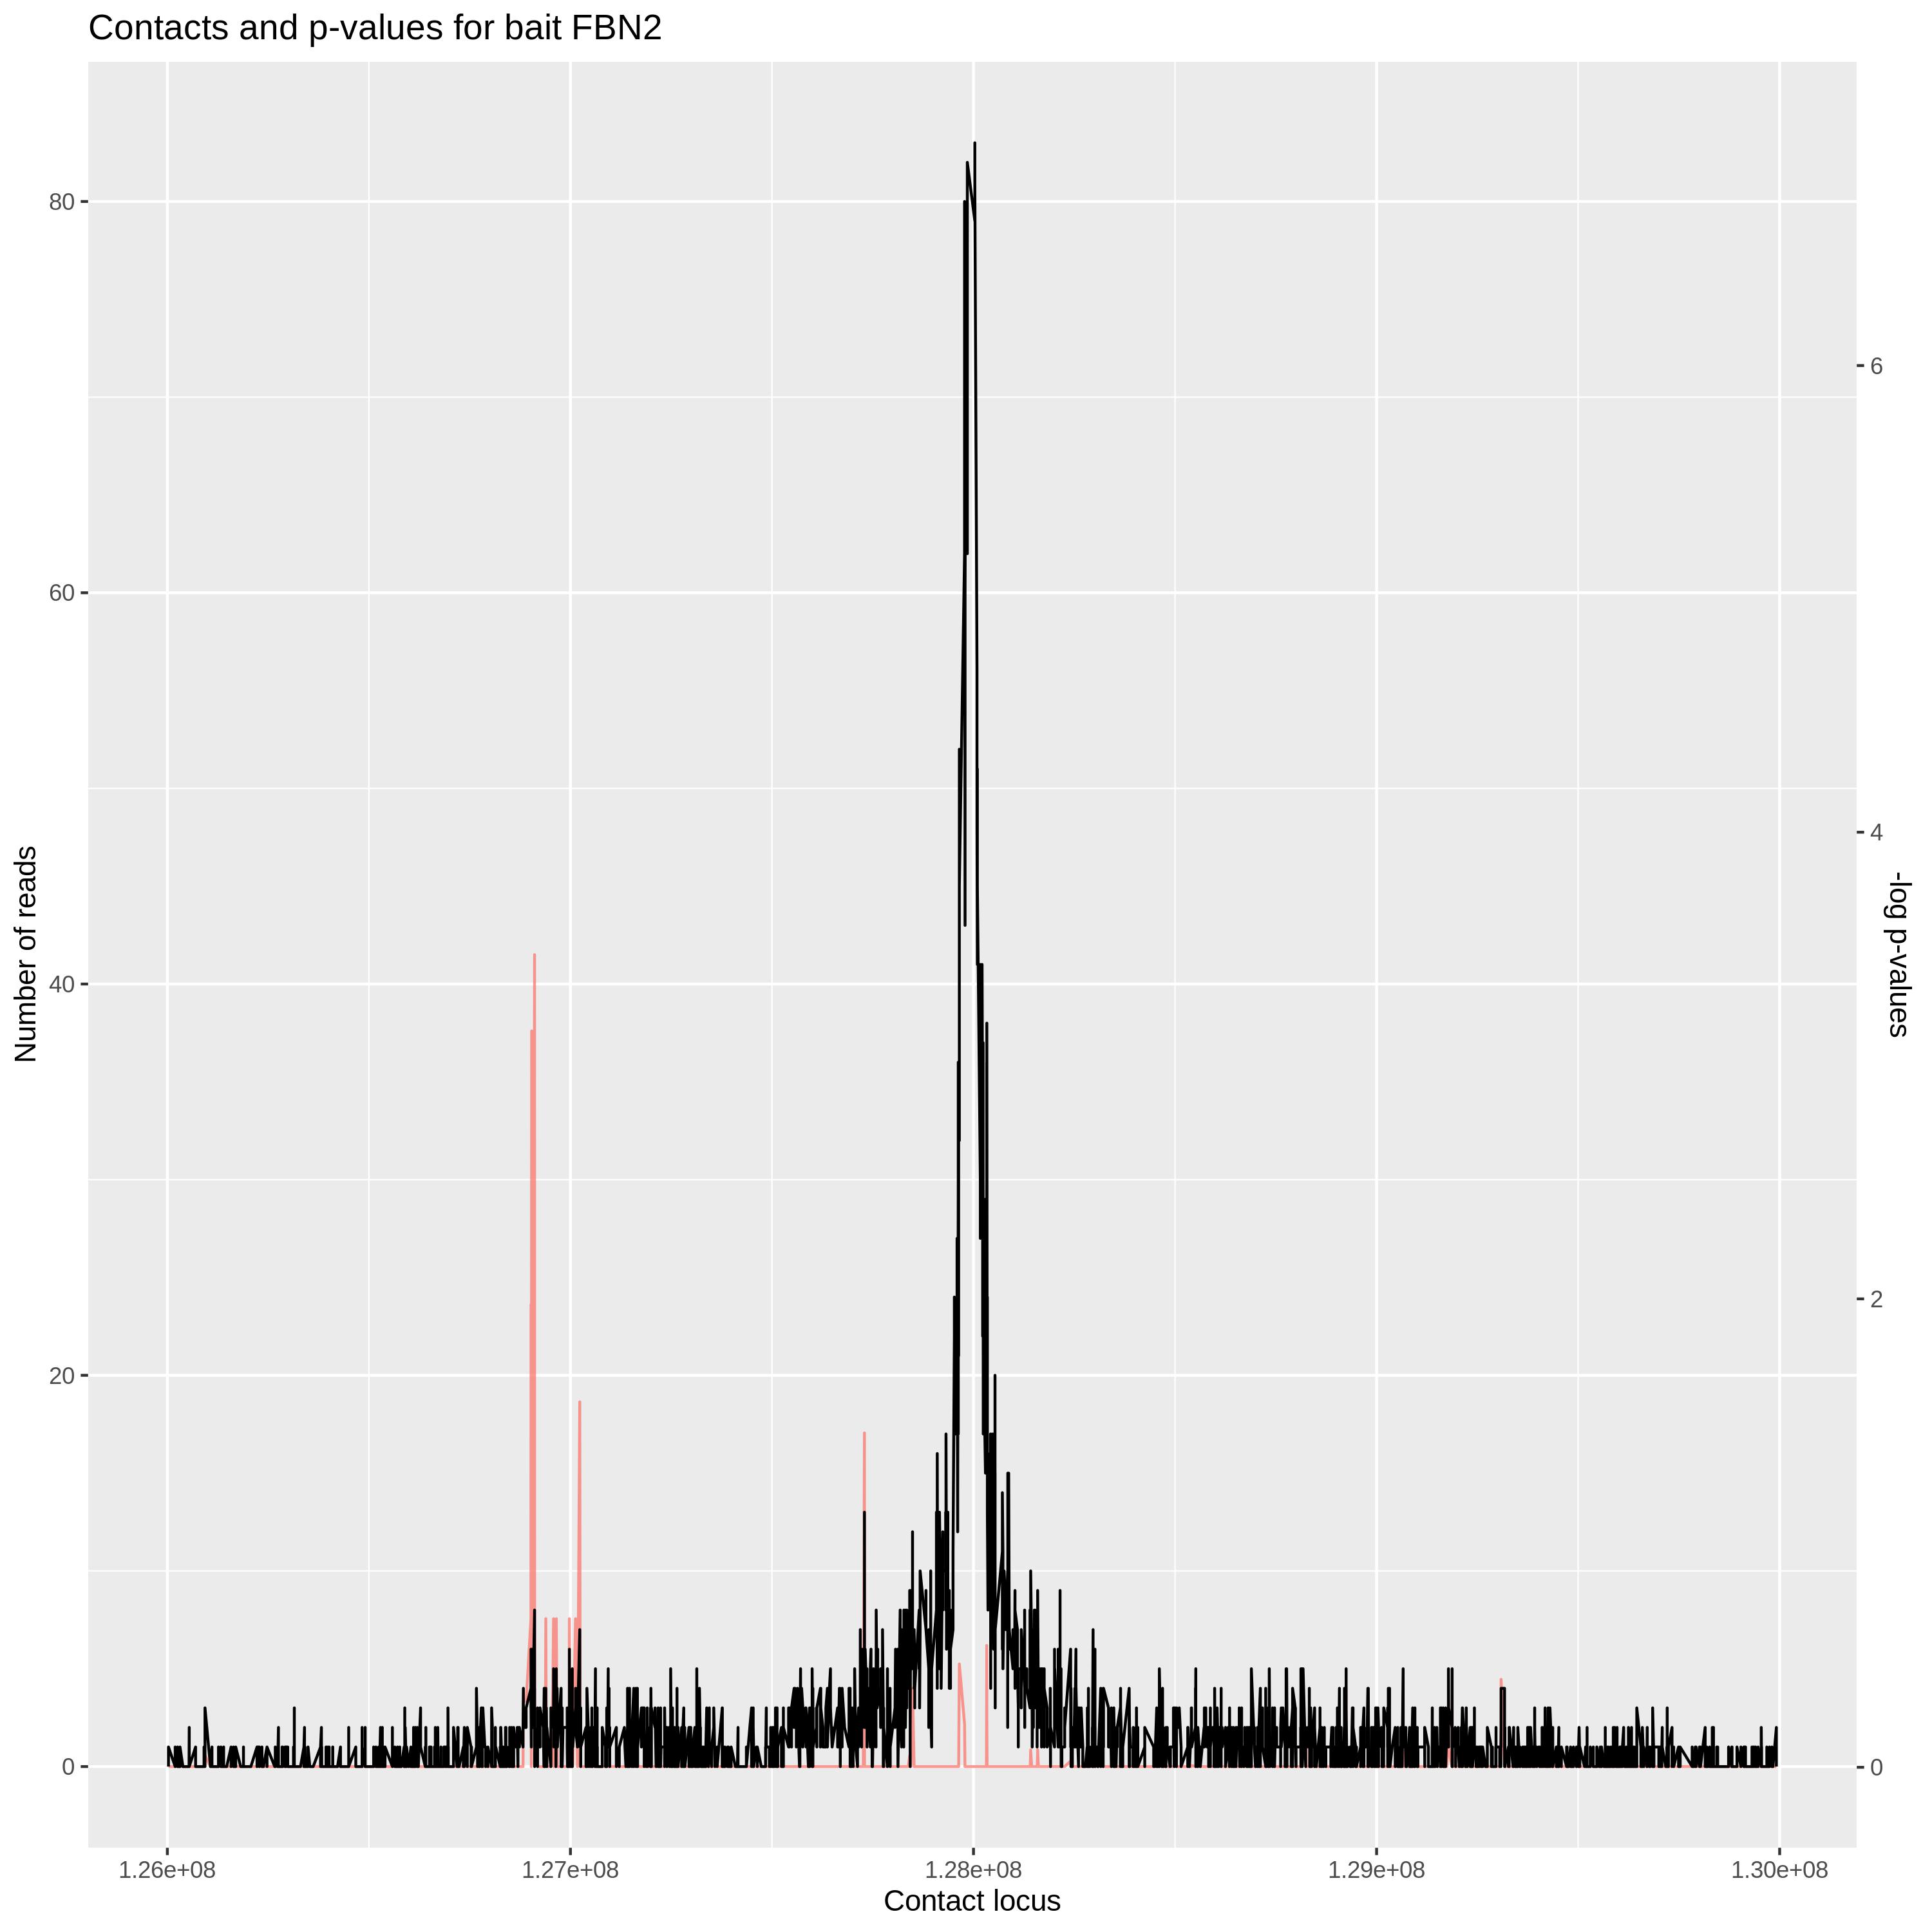 Contacts and p-values for bait FBN2
80
60
40
20
0
Number of reads
6
4
2
0
-log p-values
1.26e+08
1.27e+08
1.28e+08
1.29e+08
1.30e+08
Contact locus